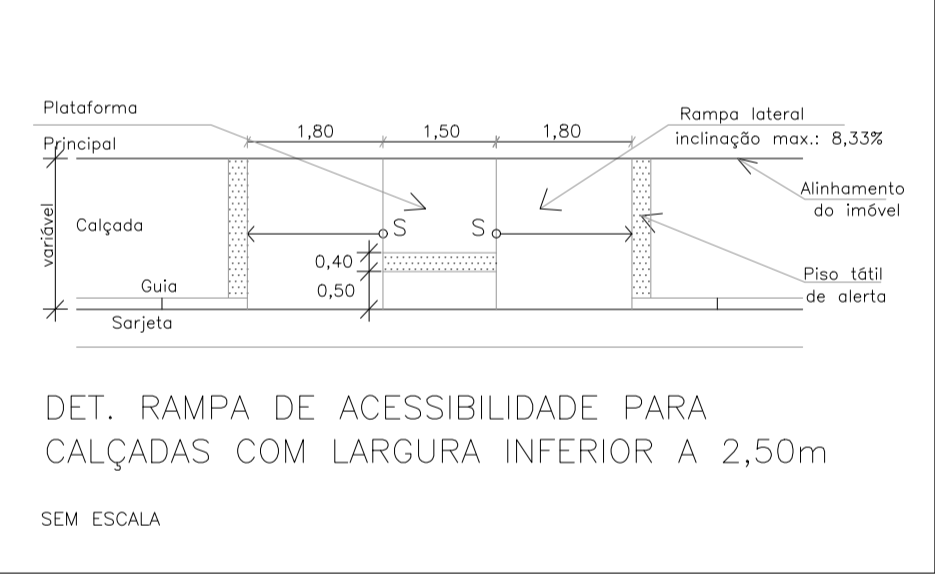 Plataforma
Principal
1,80
1,50
1,80
Rampa lateral
inclinação max.: 8,33%
Alinhamento
do imóvel
variável
Calçada
S
S
0,40
0,50
Guia
Sarjeta
Piso tátil
de alerta
DET. RAMPA DE ACESSIBILIDADE PARA
CALÇADAS COM LARGURA INFERIOR A 2,50m
SEM ESCALA